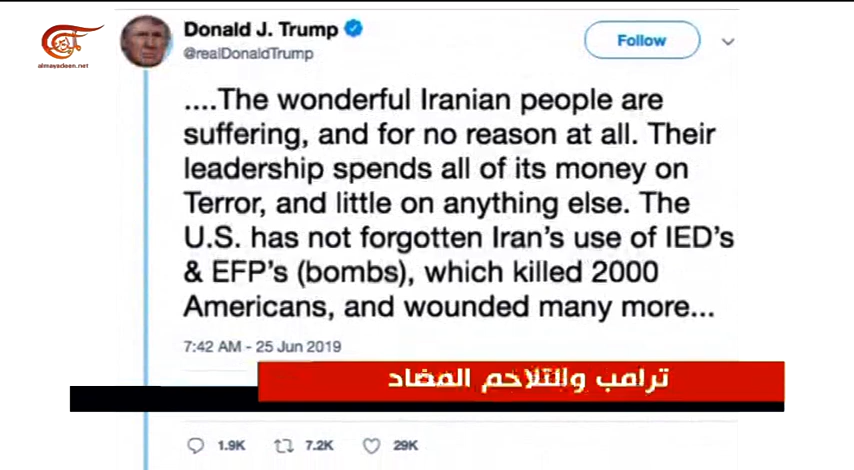 الميادين
almayadeen.net
Donald J. Trump
@realDonaldTrump
Follow
....The wonderful Iranian people are
suffering, and for no reason at all. Their
leadership spends all of its money on
Terror, and little on anything else. The
U.S. has not forgotten Iran's use of IED's
& EFP's (bombs), which killed 2000
Americans, and wounded many more...
7:42 AM - 25 Jun 2019
ترامب والتلاحم المضاد
1.9K 7.2K 29K